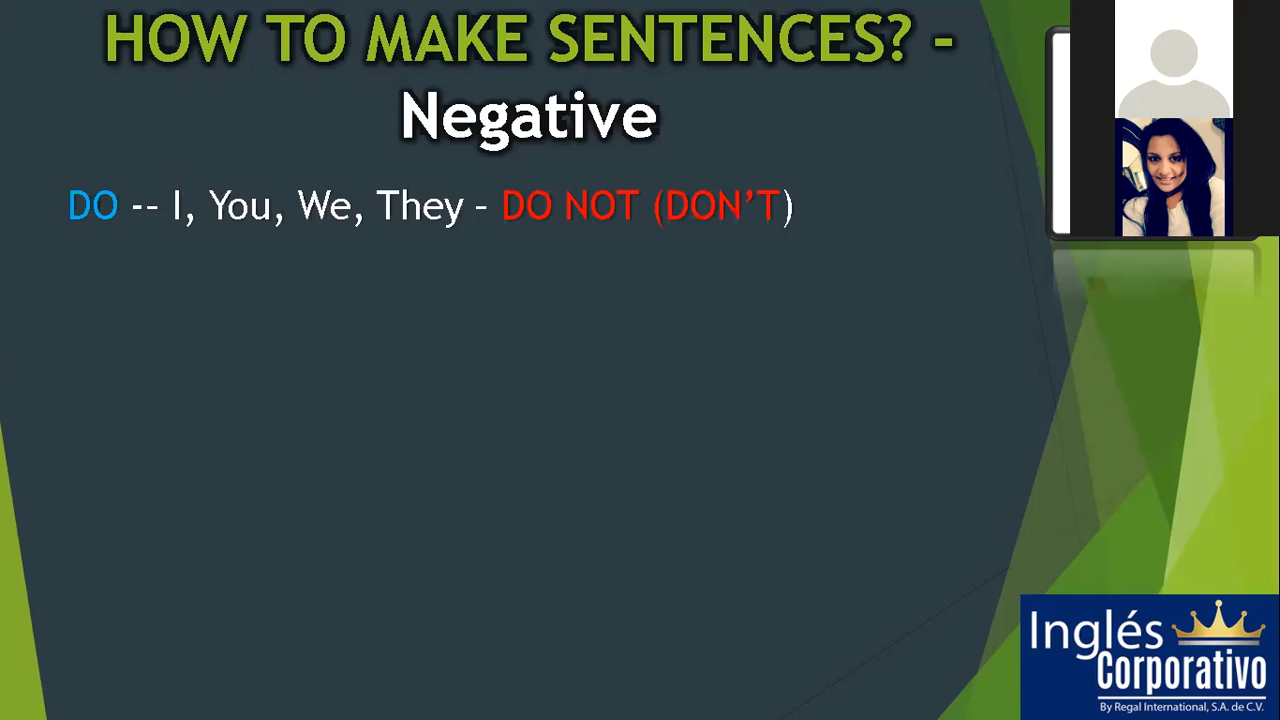 HOW TO MAKE SENTENCES? -
Negative
DO -- I, You, We, They – DO NOT (DON'T)
Inglés
Corporativo
By Regal International, S.A. de C.V.